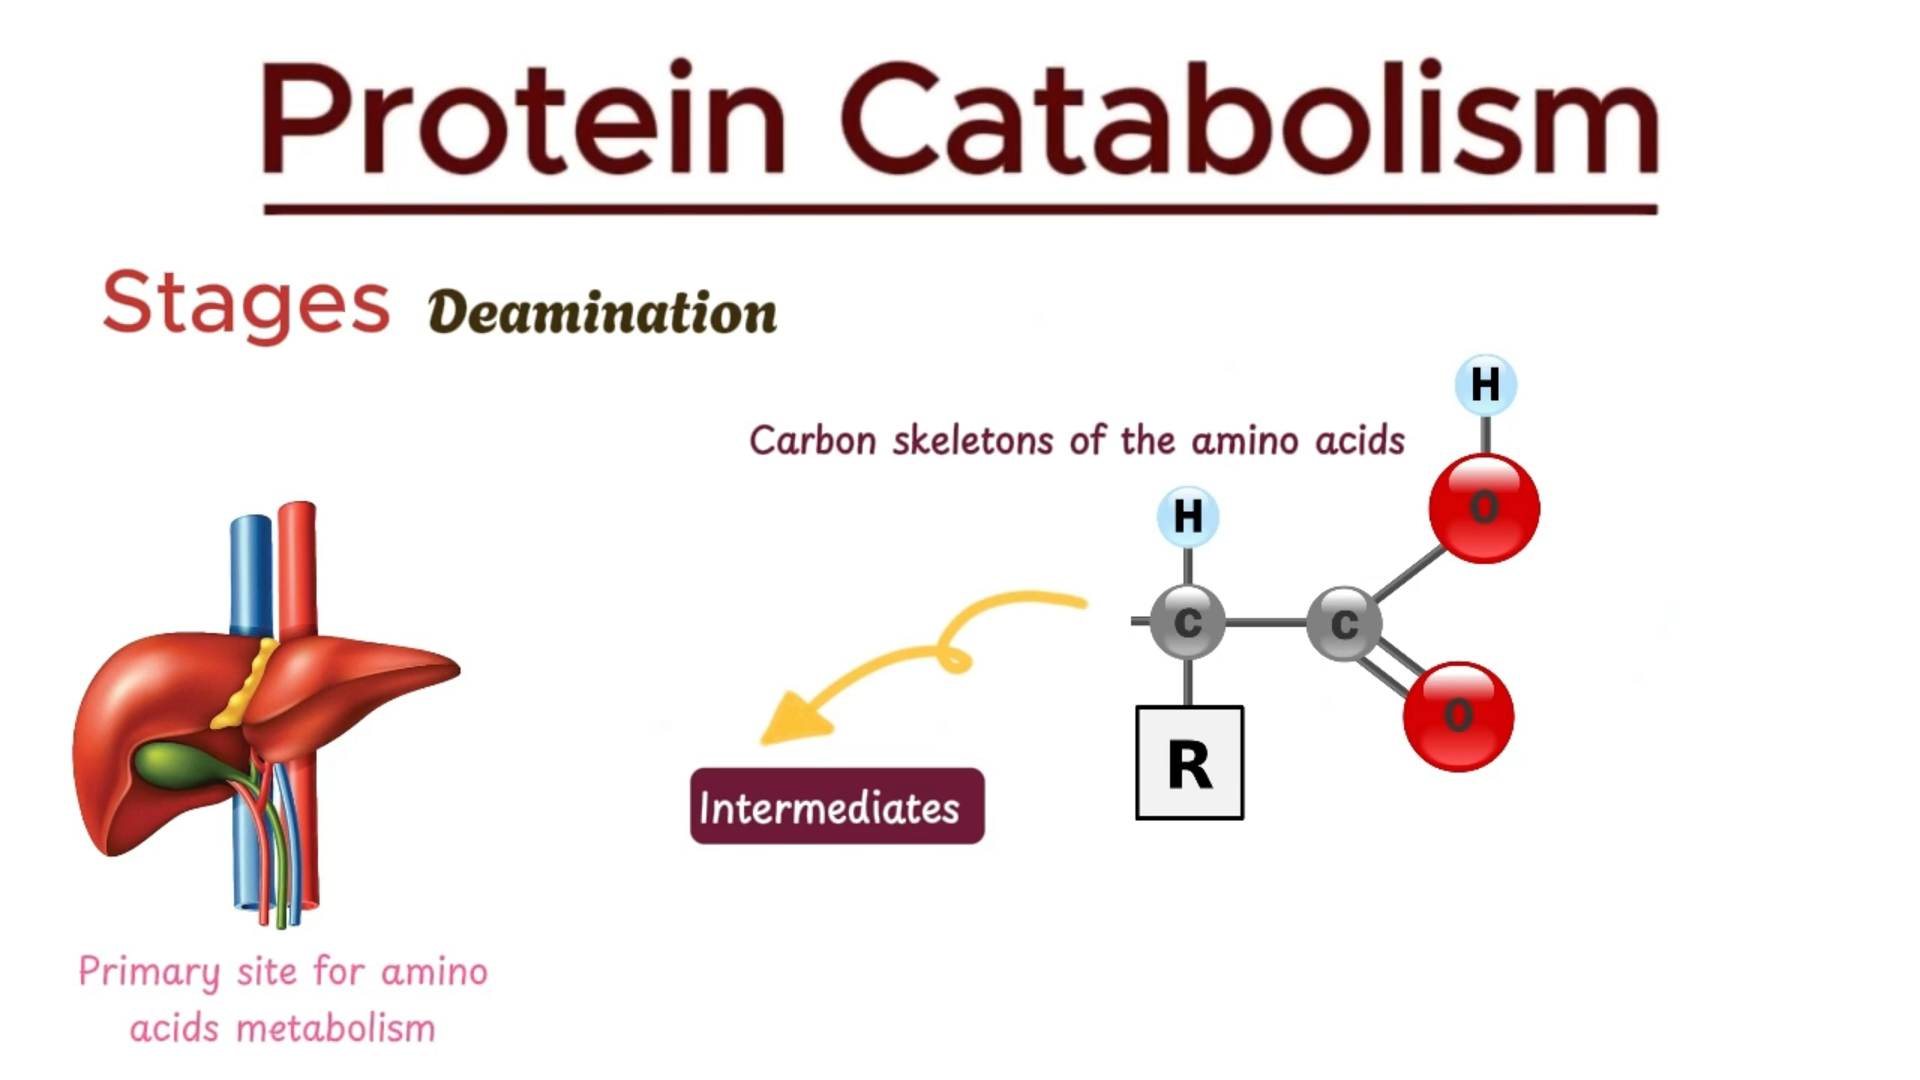 Protein Catabolism
Stages Deamination
Carbon skeletons of the amino acids
H
H
O
C
C
O
R
Intermediates
Primary site for amino
acids metabolism